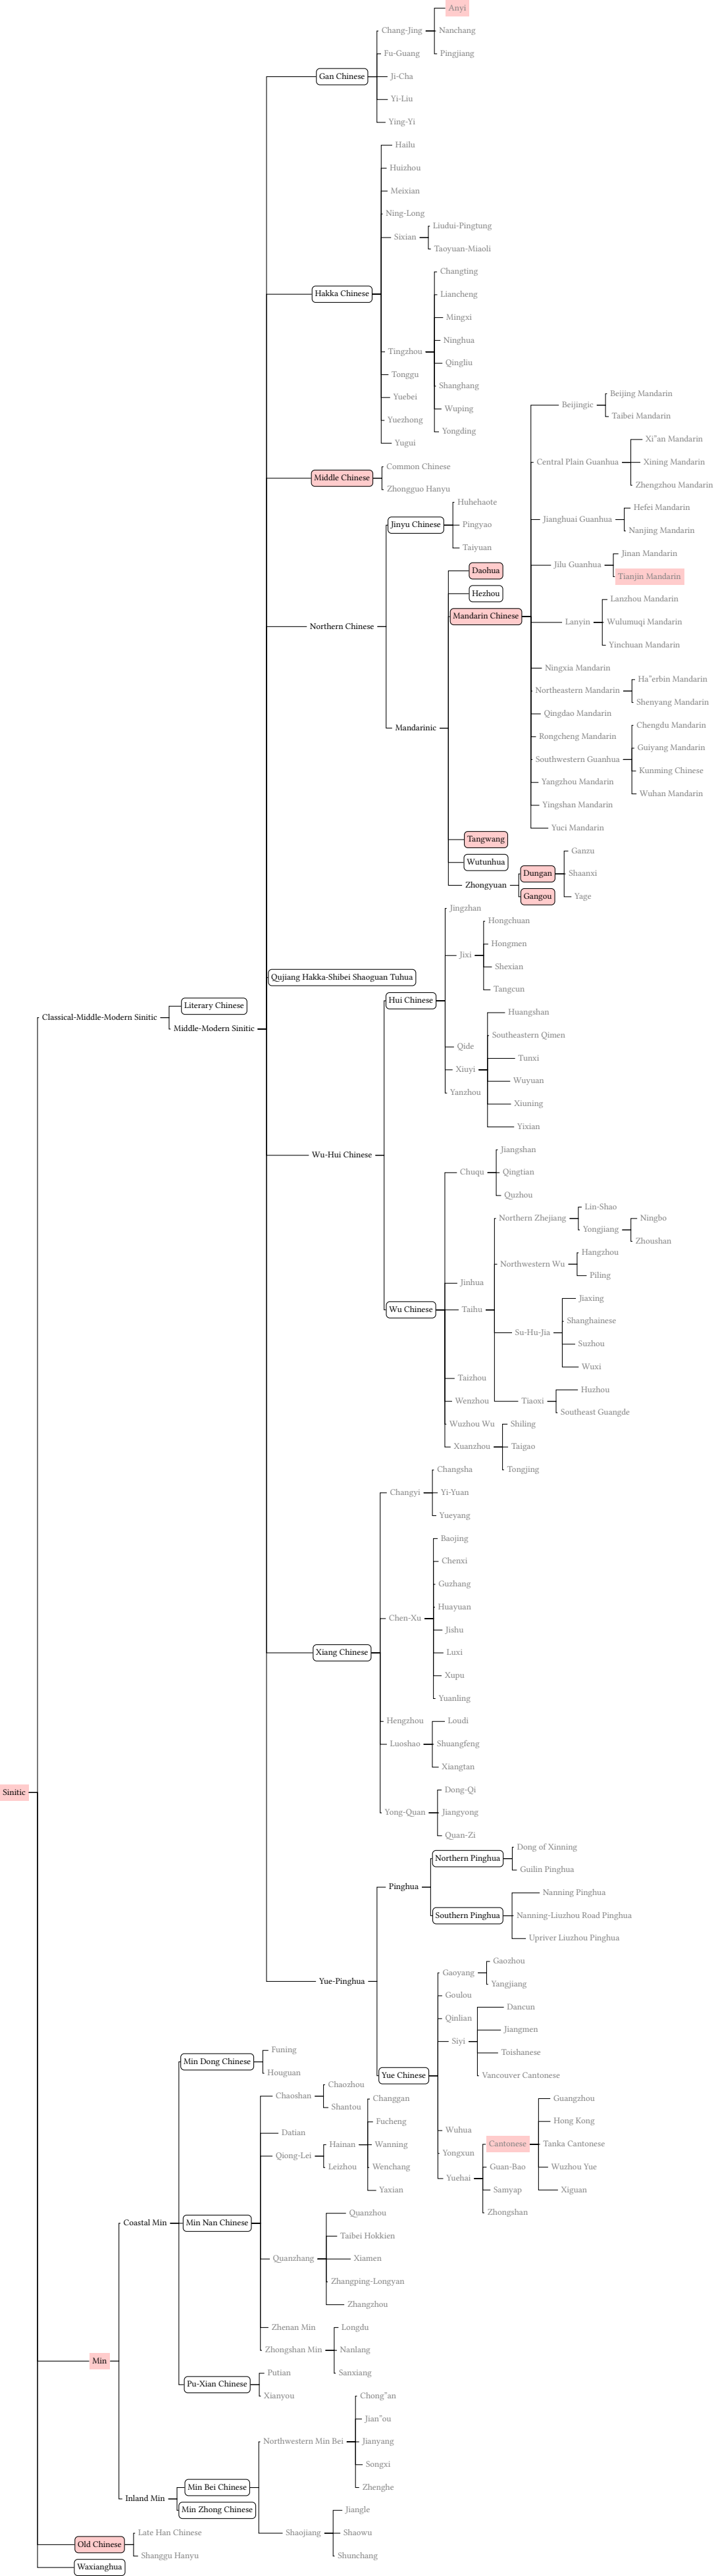 Anyi
Chang-Jing
Nanchang
Pingjiang
Fu-Guang
Gan Chinese
Ji-Cha
Yi-Liu
Ying-Yi
Hailu
Huizhou
Meixian
Ning-Long
Liudui-Pingtung
Sixian
Taoyuan-Miaoli
Changting
Hakka Chinese
Liancheng
Mingxi
Ninghua
Tingzhou
Qingliu
Tonggu
Shanghang
Beijing Mandarin
Yuebei
Beijingic
Wuping
Taibei Mandarin
Yuezhong
Yongding
Xi"an Mandarin
Yugui
Central Plain Guanhua
Xining Mandarin
Common Chinese
Middle Chinese
Zhengzhou Mandarin
Zhongguo Hanyu
Huhehaote
Hefei Mandarin
Jianghuai Guanhua
Jinyu Chinese
Pingyao
Nanjing Mandarin
Taiyuan
Jinan Mandarin
Jilu Guanhua
Daohua
Tianjin Mandarin
Hezhou
Lanzhou Mandarin
Mandarin Chinese
Lanyin
Wulumuqi Mandarin
Northern Chinese
Yinchuan Mandarin
Ningxia Mandarin
Ha"erbin Mandarin
Northeastern Mandarin
Shenyang Mandarin
Qingdao Mandarin
Mandarinic
Chengdu Mandarin
Rongcheng Mandarin
Guiyang Mandarin
Southwestern Guanhua
Kunming Chinese
Yangzhou Mandarin
Wuhan Mandarin
Yingshan Mandarin
Yuci Mandarin
Tangwang
Ganzu
Wutunhua
Dungan
Shaanxi
Zhongyuan
Gangou
Yage
Jingzhan
Hongchuan
Hongmen
Jixi
Shexian
Qujiang Hakka-Shibei Shaoguan Tuhua
Tangcun
Hui Chinese
Literary Chinese
Huangshan
Classical-Middle-Modern Sinitic
Middle-Modern Sinitic
Southeastern Qimen
Qide
Tunxi
Xiuyi
Wuyuan
Yanzhou
Xiuning
Yixian
Jiangshan
Wu-Hui Chinese
Chuqu
Qingtian
Quzhou
Lin-Shao
Northern Zhejiang
Ningbo
Yongjiang
Zhoushan
Hangzhou
Northwestern Wu
Piling
Jinhua
Jiaxing
Wu Chinese
Taihu
Shanghainese
Su-Hu-Jia
Suzhou
Wuxi
Taizhou
Huzhou
Wenzhou
Tiaoxi
Southeast Guangde
Wuzhou Wu
Shiling
Xuanzhou
Taigao
Changsha
Tongjing
Changyi
Yi-Yuan
Yueyang
Baojing
Chenxi
Guzhang
Huayuan
Chen-Xu
Jishu
Xiang Chinese
Luxi
Xupu
Yuanling
Hengzhou
Loudi
Luoshao
Shuangfeng
Xiangtan
Dong-Qi
Sinitic
Yong-Quan
Jiangyong
Quan-Zi
Dong of Xinning
Northern Pinghua
Guilin Pinghua
Pinghua
Nanning Pinghua
Southern Pinghua
Nanning-Liuzhou Road Pinghua
Upriver Liuzhou Pinghua
Gaozhou
Gaoyang
Yue-Pinghua
Yangjiang
Goulou
Dancun
Qinlian
Jiangmen
Siyi
Funing
Toishanese
Min Dong Chinese
Houguan
Yue Chinese
Vancouver Cantonese
Chaozhou
Chaoshan
Changgan
Guangzhou
Shantou
Fucheng
Hong Kong
Datian
Wuhua
Hainan
Wanning
Cantonese
Tanka Cantonese
Qiong-Lei
Yongxun
Leizhou
Wenchang
Guan-Bao
Wuzhou Yue
Yuehai
Yaxian
Samyap
Xiguan
Quanzhou
Zhongshan
Coastal Min
Min Nan Chinese
Taibei Hokkien
Quanzhang
Xiamen
Zhangping-Longyan
Zhangzhou
Zhenan Min
Longdu
Zhongshan Min
Nanlang
Min
Putian
Sanxiang
Pu-Xian Chinese
Xianyou
Chong"an
Jian"ou
Northwestern Min Bei
Jianyang
Songxi
Min Bei Chinese
Zhenghe
Inland Min
Min Zhong Chinese
Jiangle
Late Han Chinese
Shaojiang
Shaowu
Old Chinese
Shanggu Hanyu
Shunchang
Waxianghua